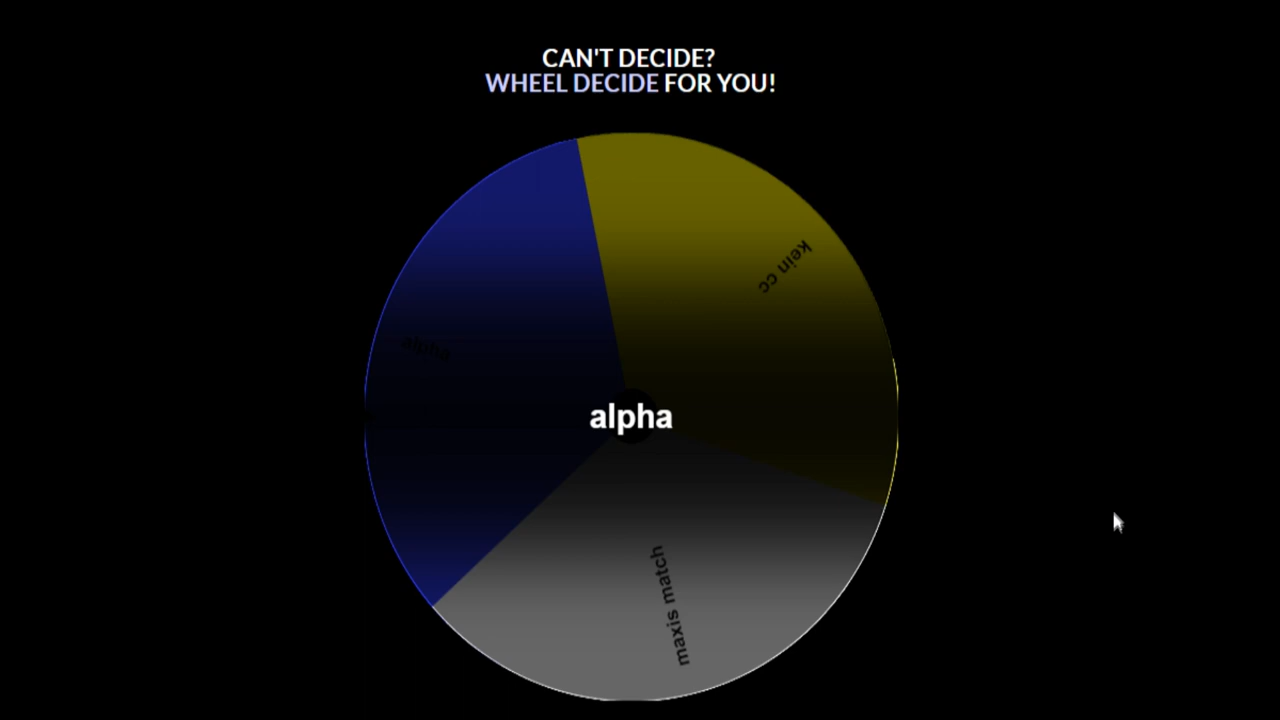 CAN'T DECIDE?
WHEEL DECIDE FOR YOU!
kein cc
alpha
alpha
maxis match